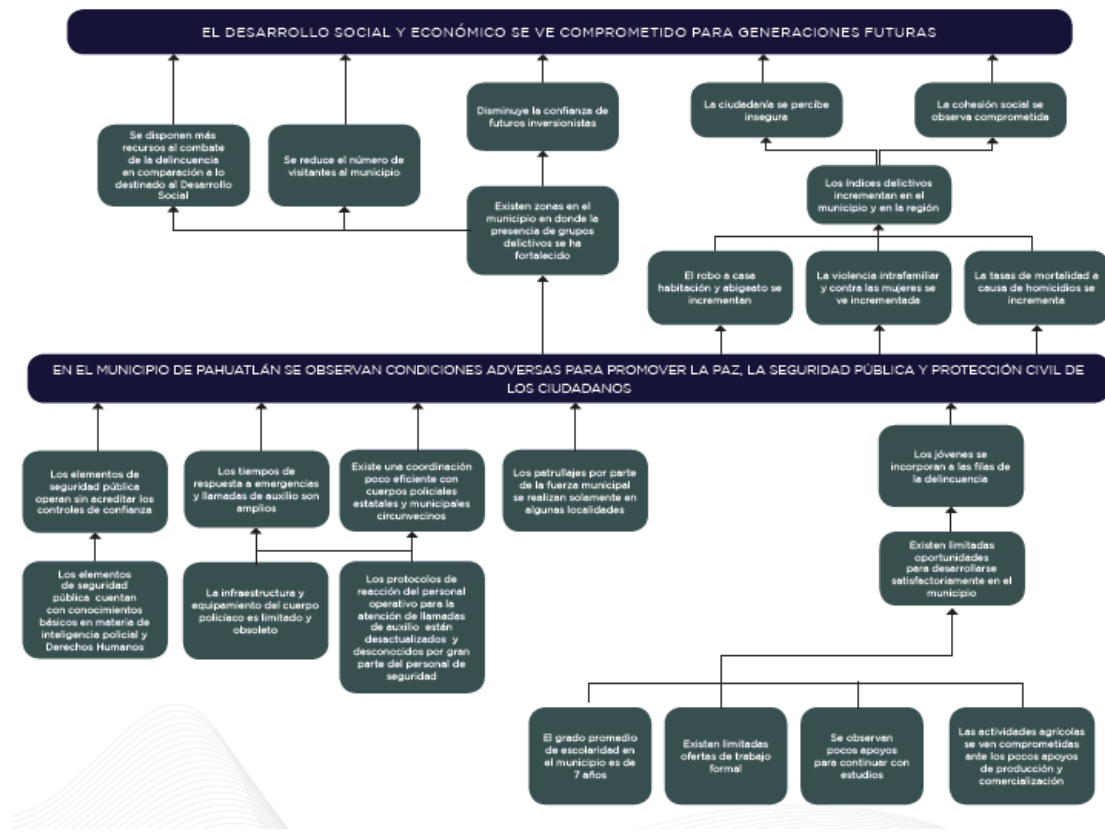 EL DESARROLLO SOCIAL Y ECONÓMICO SE VE COMPROMETIDO PARA GENERACIONES FUTURAS
Se disponen más
recursos al combate
de la delincuencia
en comparación a lo
destinado al Desarrollo
Social
Se reduce el número de
visitantes al municipio
Disminuye la confianza de
futuros inversionistas
La ciudadanía se percibe
insegura
La cohesión social se
observa comprometida
Existen zonas en el
municipio en donde la
presencia de grupos
delictivos se ha
fortalecido
Los índices delictivos
incrementan en el
municipio y en la región
El robo a casa
habitación y abigeato se
incrementan
La violencia intrafamiliar
y contra las mujeres se
ve incrementada
La tasas de mortalidad a
causa de homicidios se
incrementa
EN EL MUNICIPIO DE PAHUATLÁN SE OBSERVAN CONDICIONES ADVERSAS PARA PROMOVER LA PAZ, LA SEGURIDAD PÚBLICA Y PROTECCIÓN CIVIL DE
LOS CIUDADANOS
Los elementos de
seguridad pública
operan sin acreditar los
controles de confianza
Los tiempos de
respuesta a emergencias
y llamadas de auxilio son
amplios
Existe una coordinación
poco eficiente con
cuerpos policiales
estatales y municipales
circunvecinos
Los patrullajes por parte
de la fuerza municipal
se realizan solamente en
algunas localidades
Los jóvenes se
incorporan a las filas de
la delincuencia
Los elementos
de seguridad
pública cuentan
con conocimientos
básicos en materia de
inteligencia policial y
Derechos Humanos
La infraestructura y
equipamiento del cuerpo
policíaco es limitado y
obsoleto
Los protocolos de
reacción del personal
operativo para la
atención de llamadas
de auxilio están
desactualizados y
desconocidos por gran
parte del personal de
seguridad
Existen limitadas
oportunidades
para desarrollarse
satisfactoriamente en el
municipio
El grado promedio
de escolaridad en
el municipio es de
7 años
Existen limitadas
ofertas de trabajo
formal
Se observan
pocos apoyos
para continuar con
estudios
Las actividades agrícolas
se ven comprometidas
ante los pocos apoyos
de producción y
comercialización